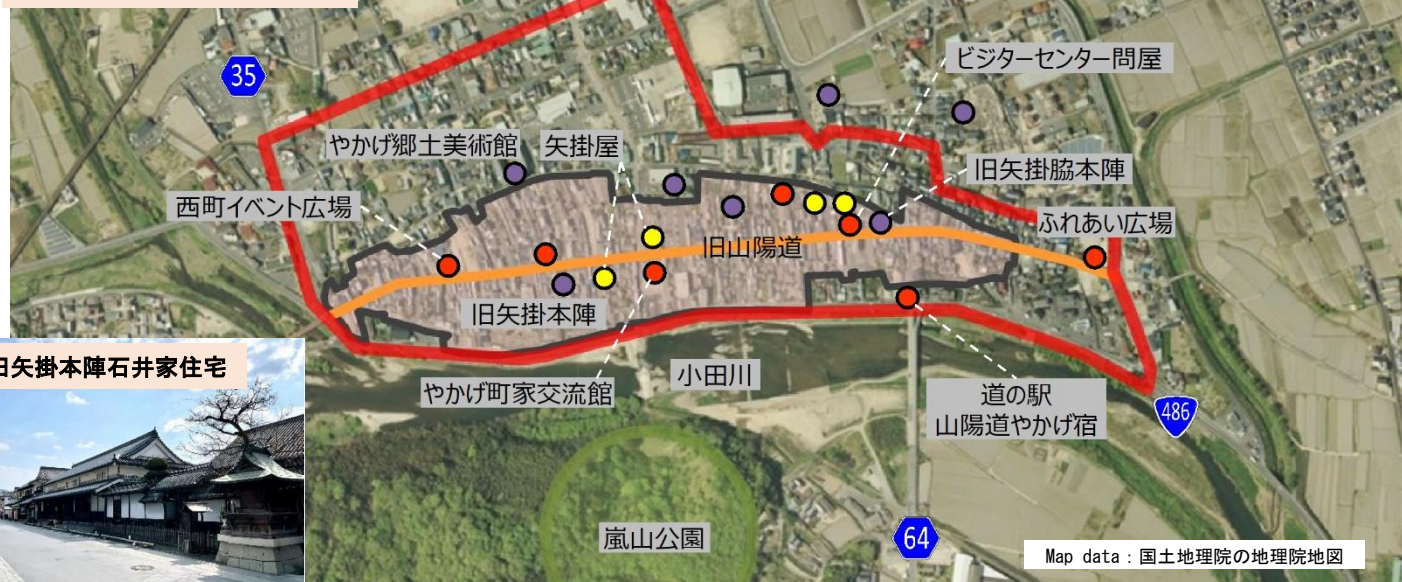 35
ビジターセンター問屋
やかげ郷土美術館
矢掛屋
旧矢掛脇本陣
西町イベント広場
ふれあい広場
旧山陽道
旧矢掛本陣
旧矢掛本陣石井家住宅
小田川
やかげ町家交流館
道の駅
山陽道やかげ宿
486
嵐山公園
64
Map data：国土地理院の地理院地図